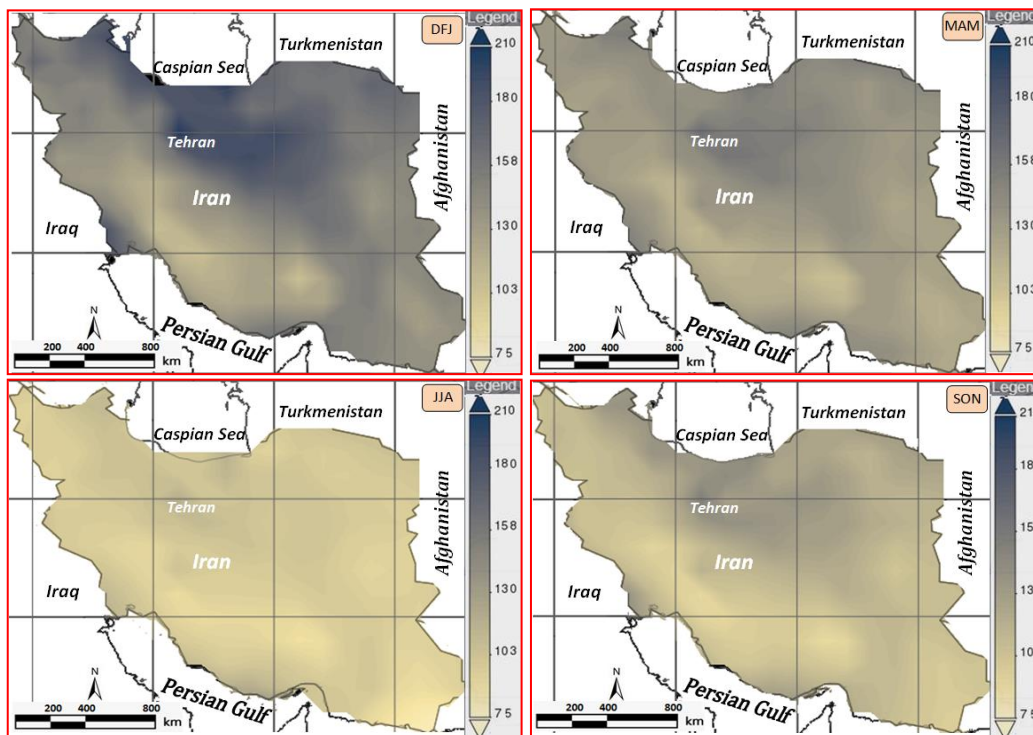 DFJ
Legend
Turkmenistan
Caspian Sea
210
180
158
130
103
75
Tehran
Iran
Iraq
Afghanistan
N
Persian Gulf
200 400 800
km
MAM
Legend
Turkmenistan
Caspian Sea
210
180
158
130
103
75
Tehran
Iran
Iraq
Afghanistan
N
Persian Gulf
200 400 800
km
JJA
Legend
Turkmenistan
Caspian Sea
210
180
158
130
103
75
Tehran
Iran
Iraq
Afghanistan
N
Persian Gulf
200 400 800
km
SON
Legend
Turkmenistan
Caspian Sea
Tehran
Iran
Iraq
Afghanistan
N
Persian Gulf
200 400 800
km